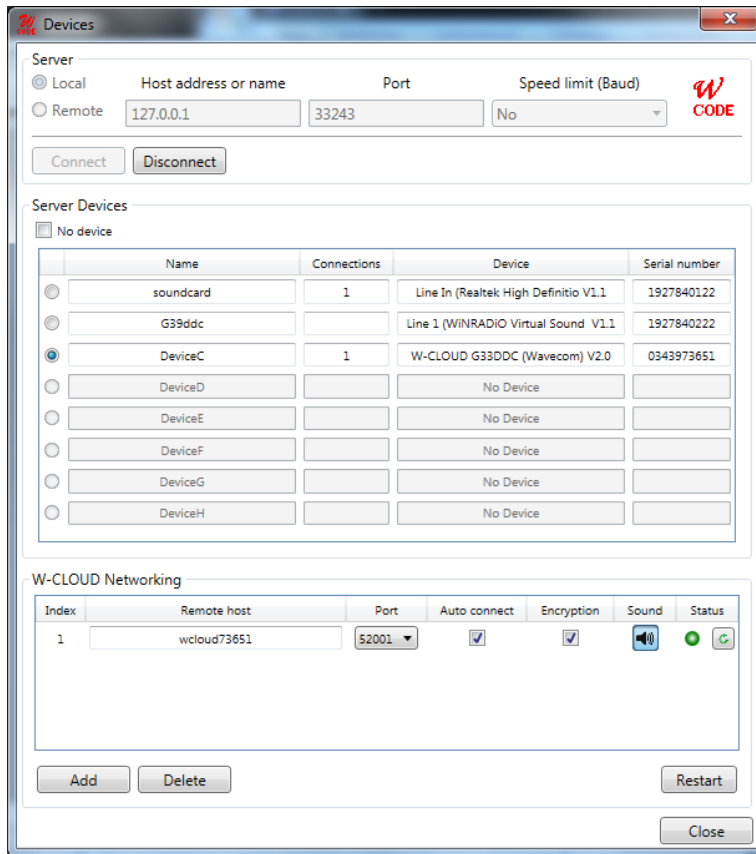 W CODE Devices
Server
Local Host address or name Port Speed limit (Baud)
Remote 127.0.0.1 33243 No
W
CODE
Connect Disconnect
Server Devices
No device
Name Connections Device Serial number
soundcard 1 Line In (Realtek High Definitio V1.1 1927840122
G39ddc Line 1 (WiNRADiO Virtual Sound V1.1 1927840222
DeviceC 1 W-CLOUD G33DDC (Wavecom) V2.0 0343973651
DeviceD No Device
DeviceE No Device
DeviceF No Device
DeviceG No Device
DeviceH No Device
W-CLOUD Networking
Index Remote host Port Auto connect Encryption Sound Status
1 wcloud73651 52001
Add Delete Restart
Close